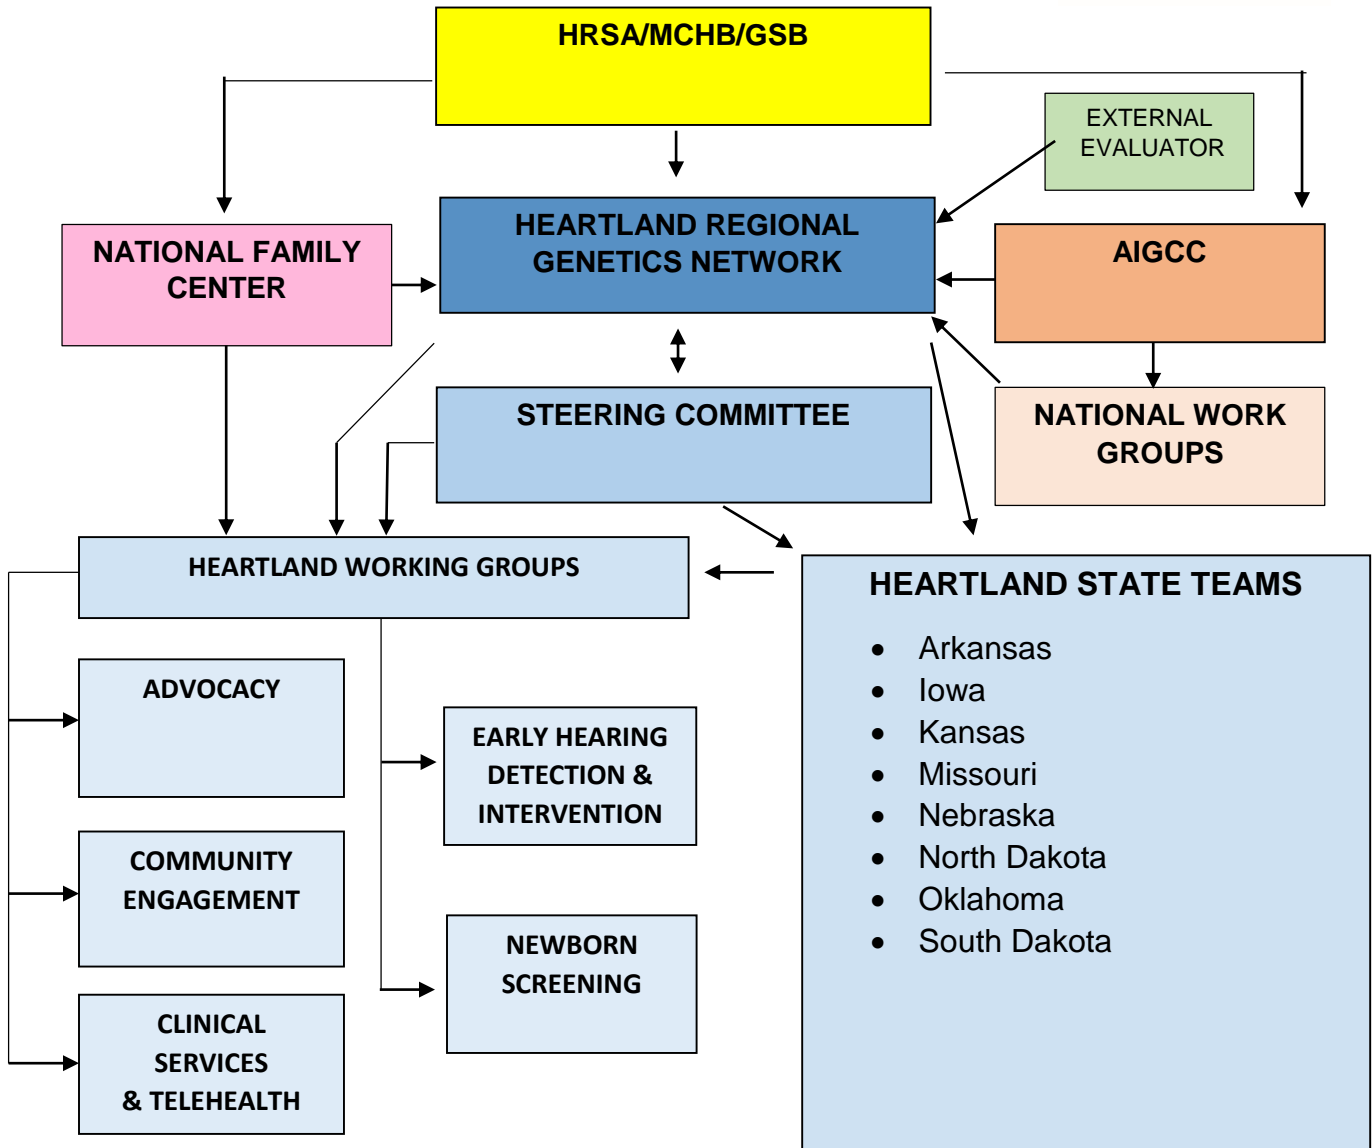 HRSA/MCHB/GSB
EXTERNAL
EVALUATOR
NATIONAL FAMILY
CENTER
HEARTLAND REGIONAL
GENETICS NETWORK
AIGCC
STEERING COMMITTEE
NATIONAL WORK
GROUPS
HEARTLAND WORKING GROUPS
HEARTLAND STATE TEAMS
• Arkansas
• Iowa
• Kansas
• Missouri
• Nebraska
• North Dakota
• Oklahoma
• South Dakota
ADVOCACY
EARLY HEARING
DETECTION &
INTERVENTION
COMMUNITY
ENGAGEMENT
NEWBORN
SCREENING
CLINICAL
SERVICES
& TELEHEALTH